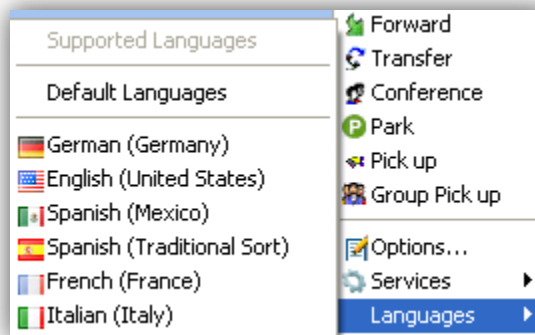 Supported Languages
Default Languages
German (Germany)
English (United States)
Spanish (Mexico)
Spanish (Traditional Sort)
French (France)
Italian (Italy)
Forward
Transfer
Conference
P Park
Pick up
Group Pick up
Options...
Services
Languages